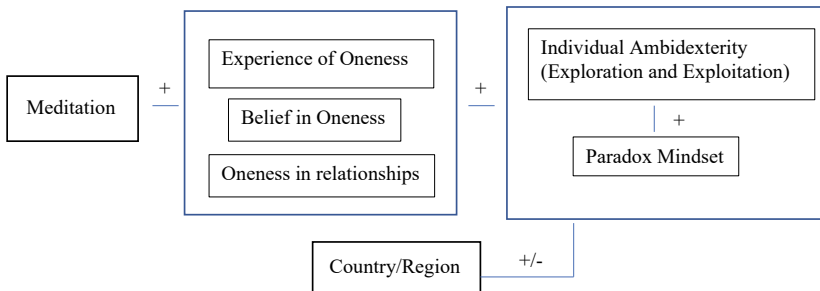 Meditation
+
Experience of Oneness
Belief in Oneness
Oneness in relationships
+
Individual Ambidexterity
(Exploration and Exploitation)
+
Paradox Mindset
Country/Region
+/-